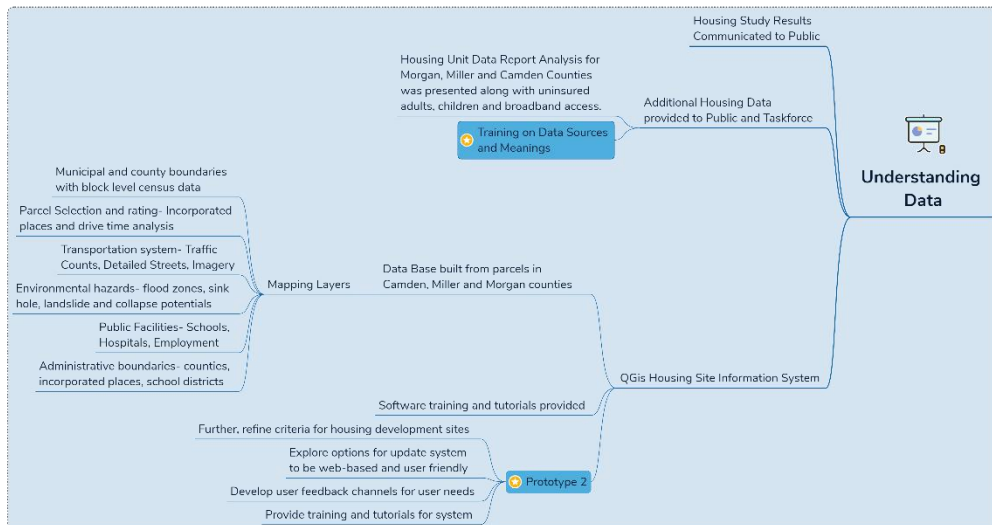 Housing Study Results
Communicated to Public
Housing Unit Data Report Analysis for
Morgan, Miller and Camden Counties
was presented along with uninsured
adults, children and broadband access.
Training on Data Sources
and Meanings
Additional Housing Data
provided to Public and Taskforce
Understanding
Data
Municipal and county boundaries
with block level census data
Parcel Selection and rating- Incorporated
places and drive time analysis
Transportation system- Traffic
Counts, Detailed Streets, Imagery
Environmental hazards- flood zones, sink
hole, landslide and collapse potentials
Public Facilities- Schools,
Hospitals, Employment
Administrative boundaries- counties,
incorporated places, school districts
Mapping Layers
Data Base built from parcels in
Camden, Miller and Morgan counties
QGis Housing Site Information System
Software training and tutorials provided
Further, refine criteria for housing development sites
Explore options for update system
to be web-based and user friendly
Develop user feedback channels for user needs
Provide training and tutorials for system
Prototype 2